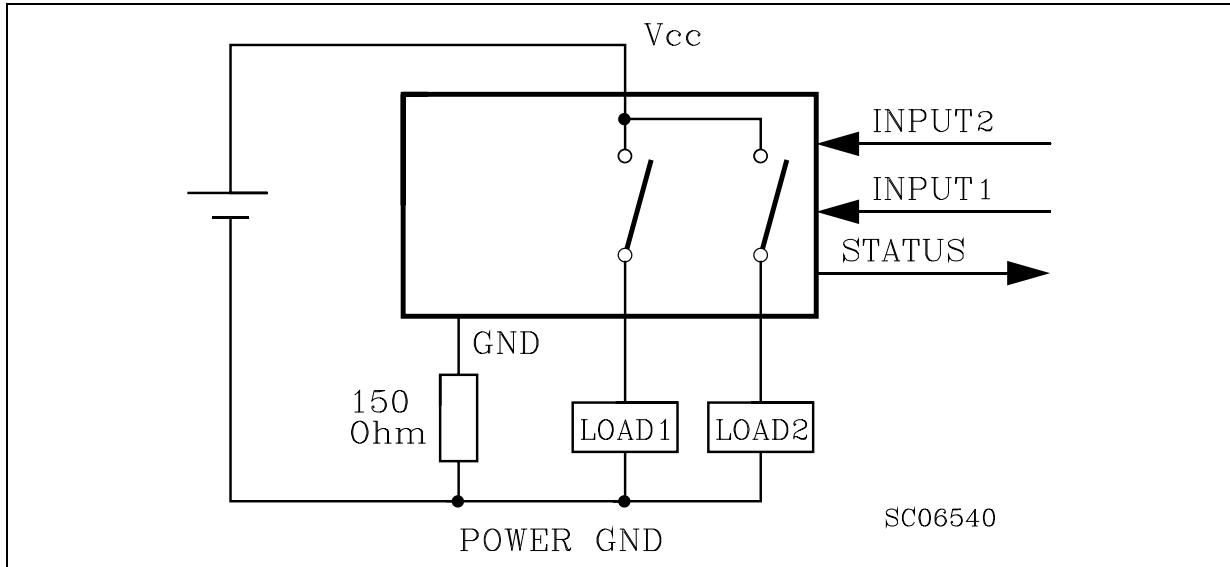 Vcc
INPUT2
INPUT1
STATUS
GND
150
Ohm
LOAD1
LOAD2
POWER GND
SC06540